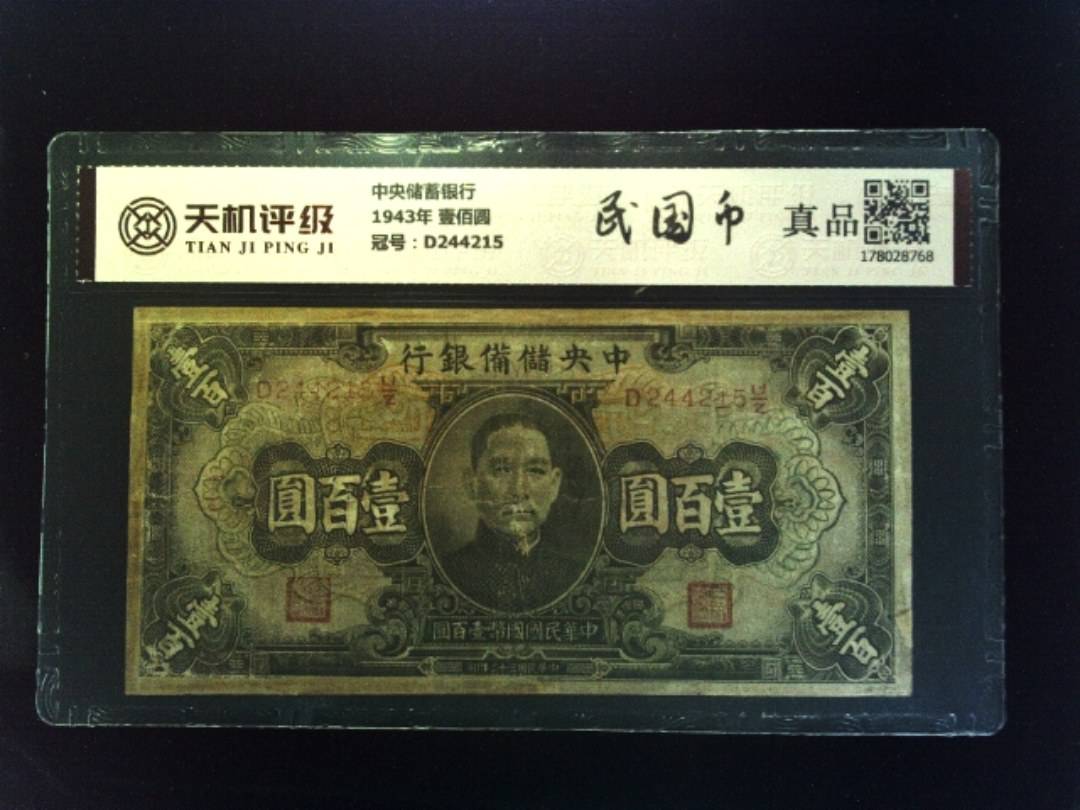 天机评级
TIAN JI PING JI
中央储蓄银行
1943年 壹佰圆
冠号：D244215
民国币
真品
178028768
行銀備儲央中
壹百
壹百
D244215
D244215
圓百壹
圓百壹
圓百壹幣國國民華中
壹百
壹百